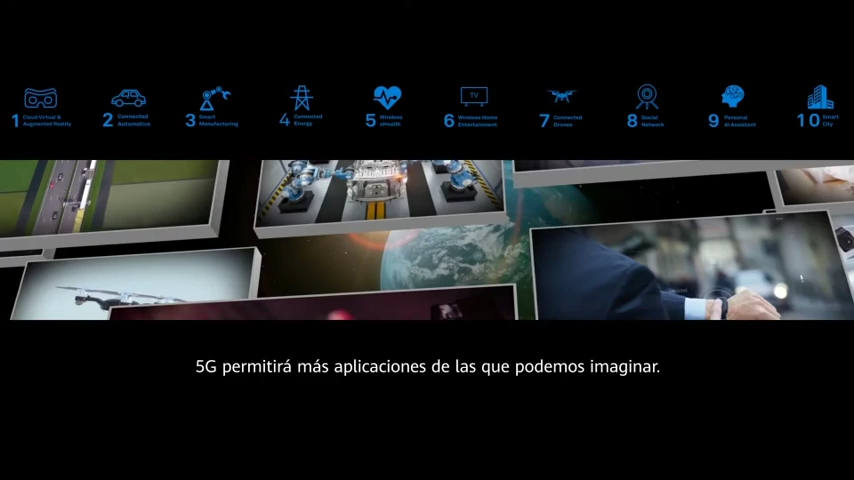 1 Cloud Virtual &
Augmented Reality
2 Connected
Automotive
3 Smart
Manufacturing
4 Connected
Energy
5 Wireless
eHealth
TV
6 Wireless Home
Entertainment
7 Connected
Drones
8 Social
Network
9 Personal
AI Assistant
10 Smart
City
5G permitirá más aplicaciones de las que podemos imaginar.